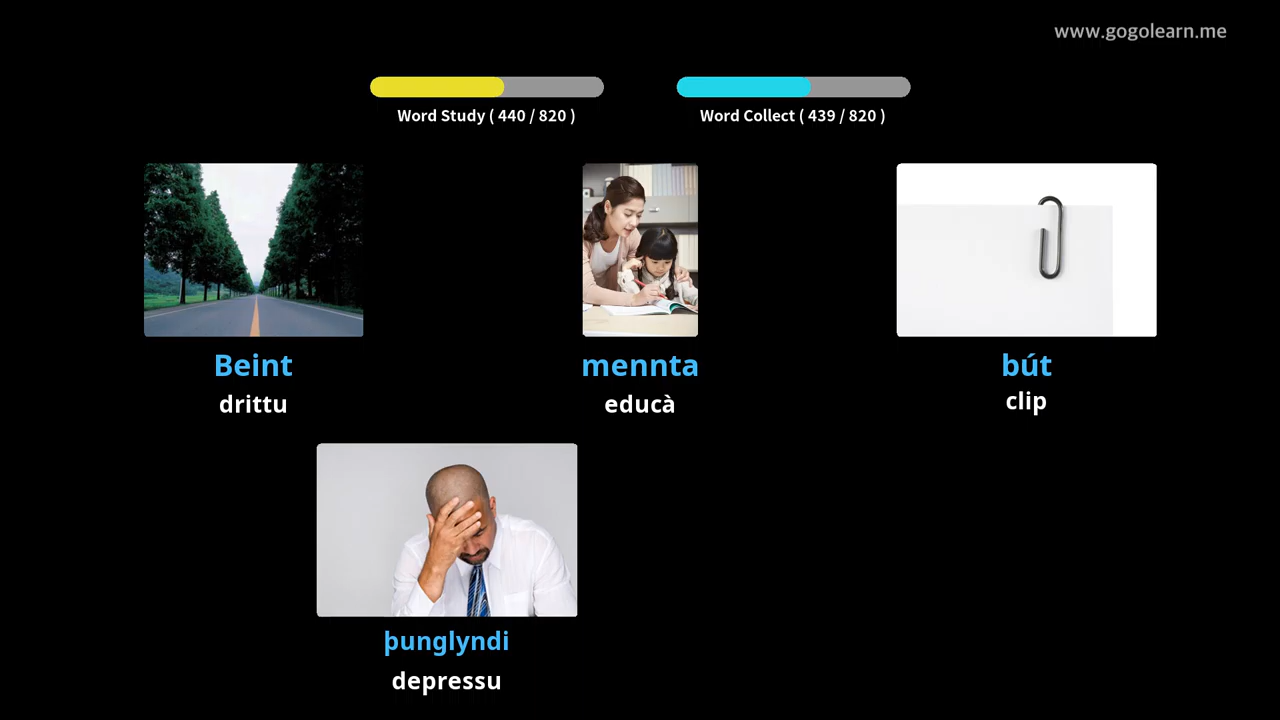 www.gogolearn.me
Word Study ( 440 / 820 )
Word Collect ( 439 / 820 )
Beint
drittu
mennta
educà
bút
clip
þunglyndi
depressu